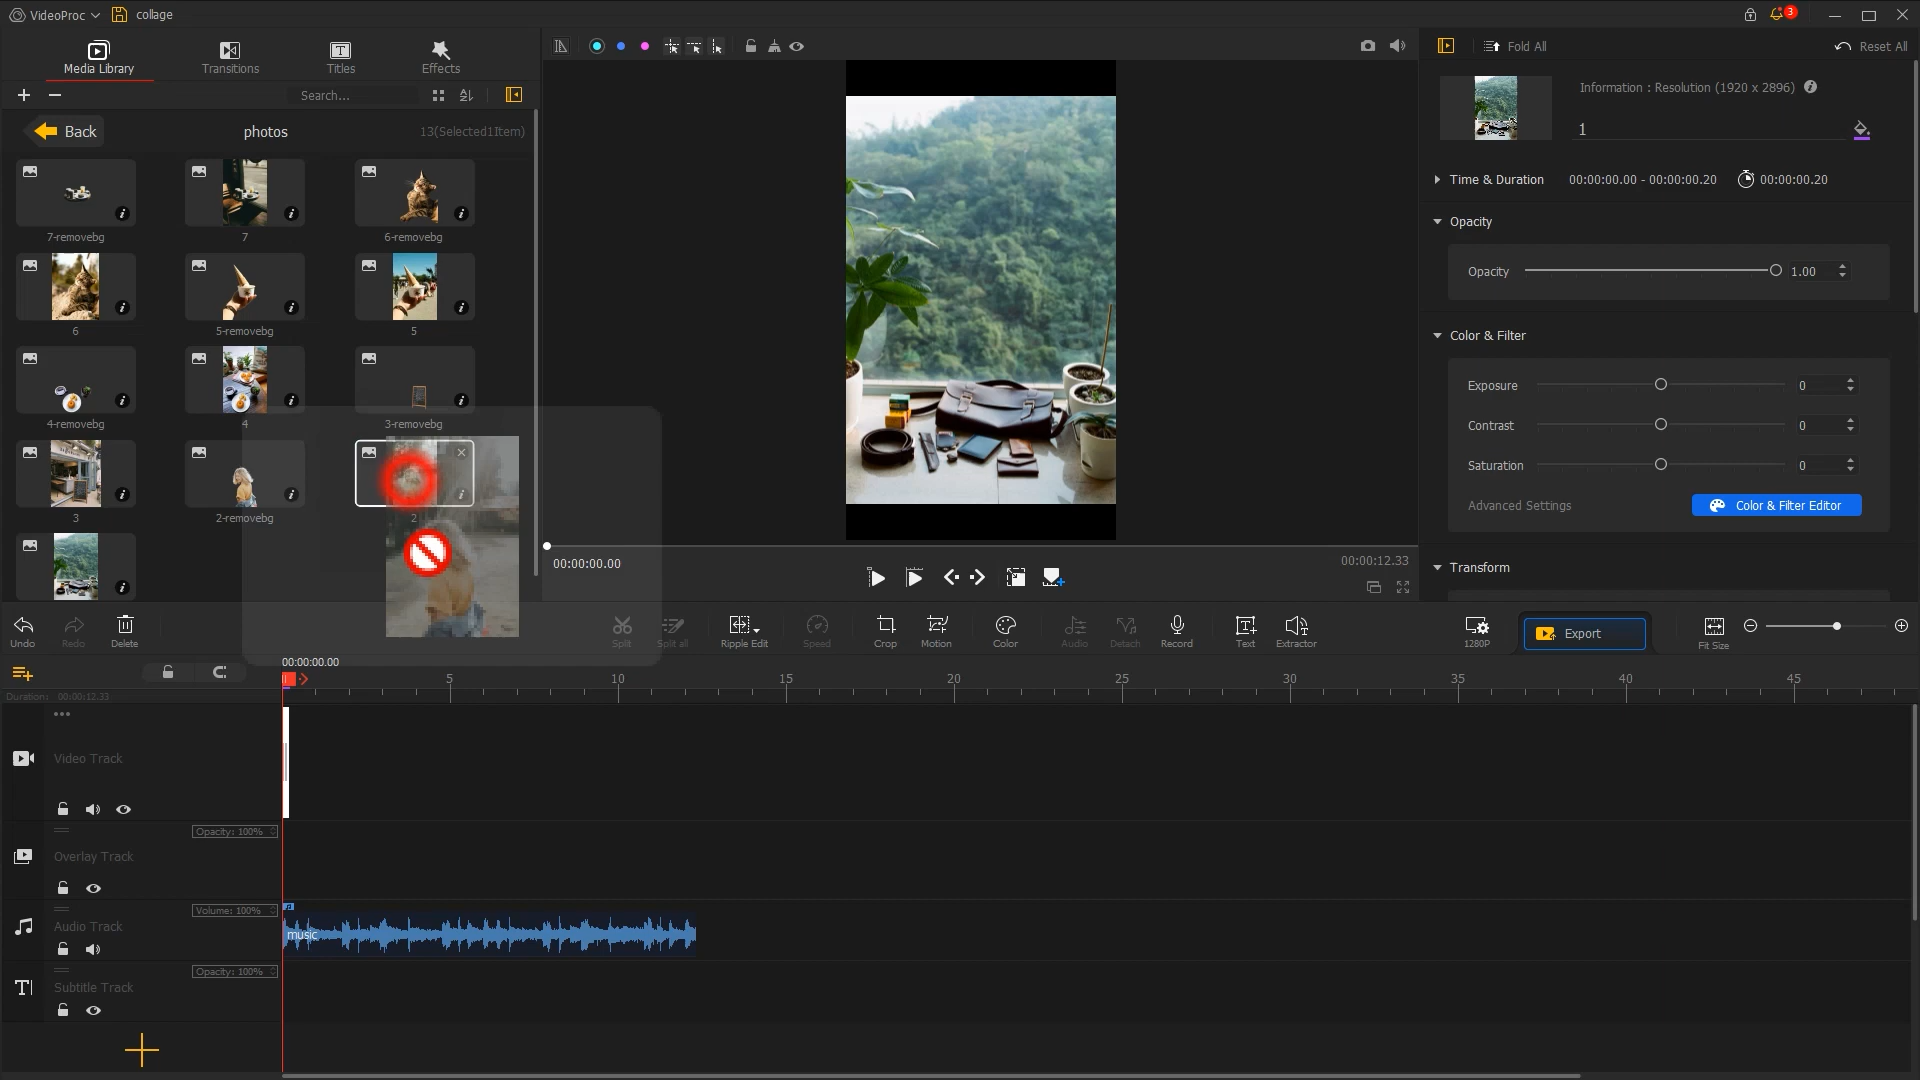 VideoProc
collage
3
Media Library
Transitions
Titles
Effects
Search...
Back
photos
13(Selected1Item)
7-removebg
7
6-removebg
6
5-removebg
5
4-removebg
4
3-removebg
3
2-removebg
2
00:00:00.00
00:00:12.33
Fold All
Reset All
Information : Resolution (1920 x 2896)
1
Time & Duration
00:00:00.00 - 00:00:00.20
00:00:00.20
Opacity
Opacity
1.00
Color & Filter
Exposure
0
Contrast
0
Saturation
0
Advanced Settings
Color & Filter Editor
Transform
Undo
Redo
Delete
Split
Split all
Ripple Edit
Speed
Crop
Motion
Color
Audio
Detach
Record
Text
Extractor
1280P
Export
Fit Size
00:00:00.00
5
10
15
20
25
30
35
40
45
Duration: 00:00:12.33
Video Track
Opacity: 100%
Overlay Track
Volume: 100%
Audio Track
music
Opacity: 100%
Subtitle Track